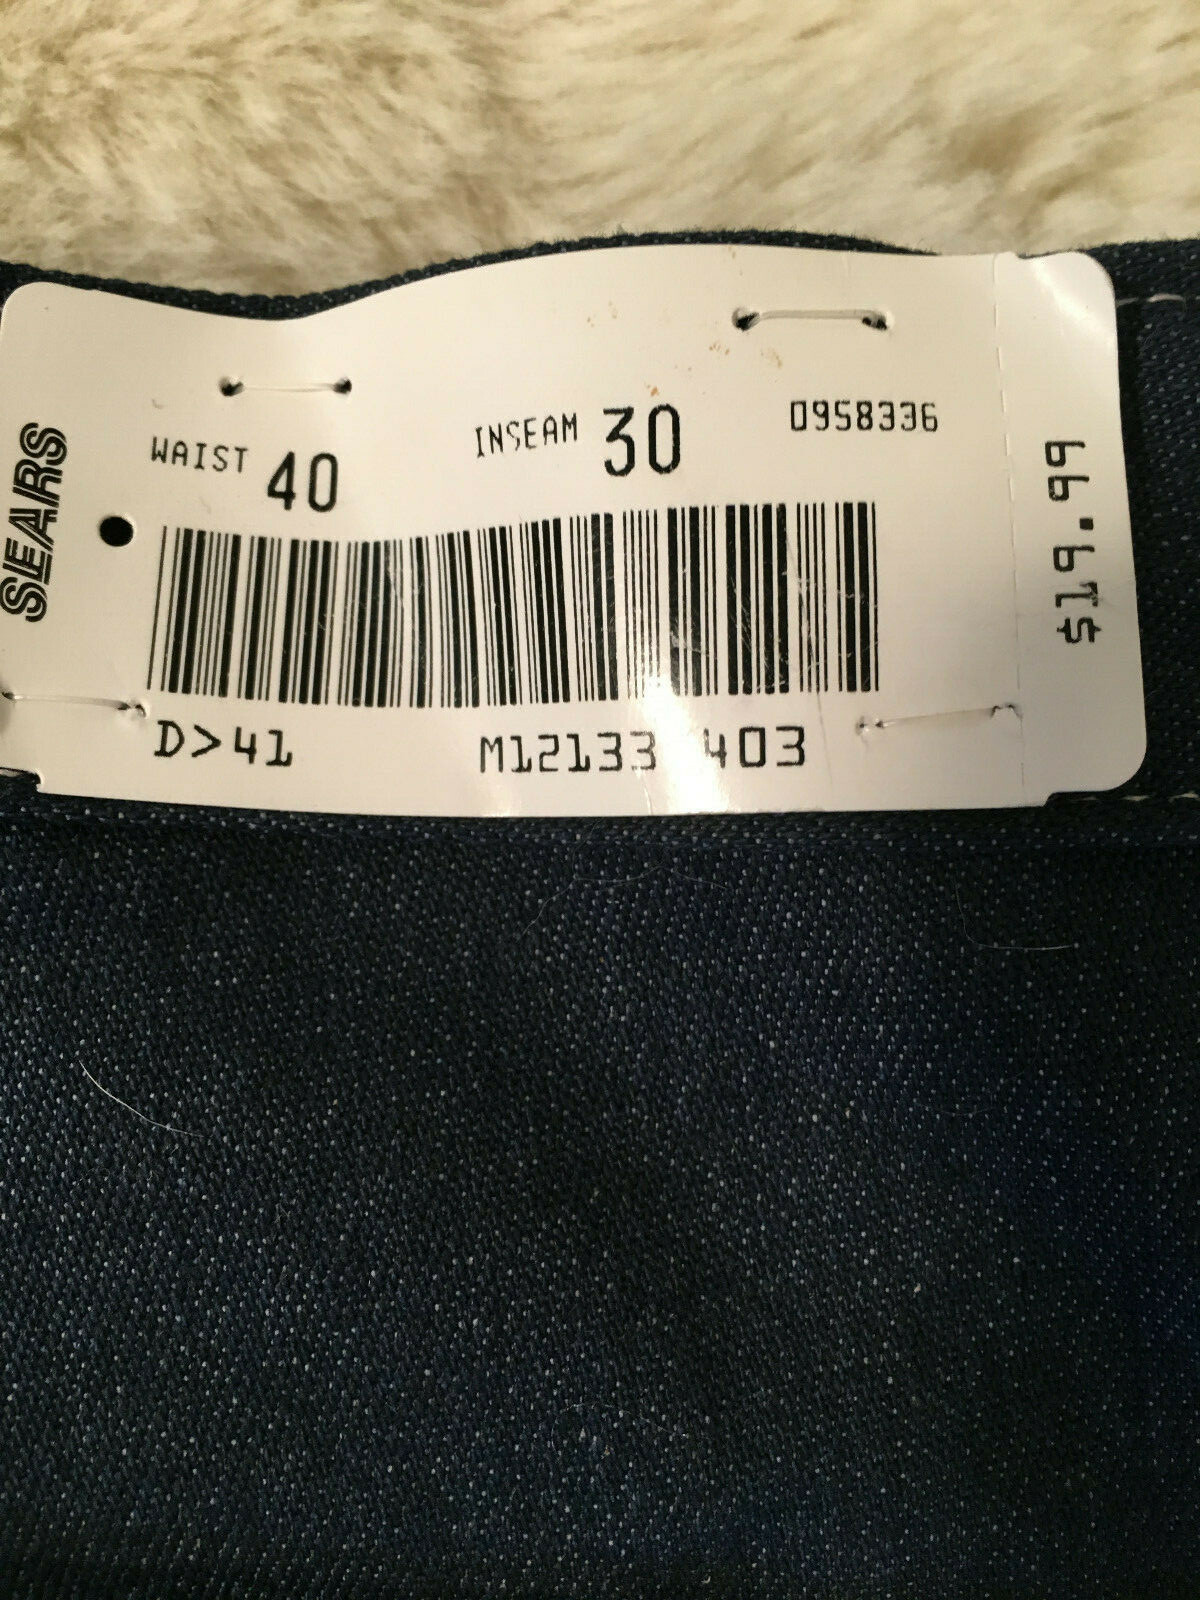 SEARS
WAIST 40 INSEAM 30 0958336
D>41 M12133 403
$19.99